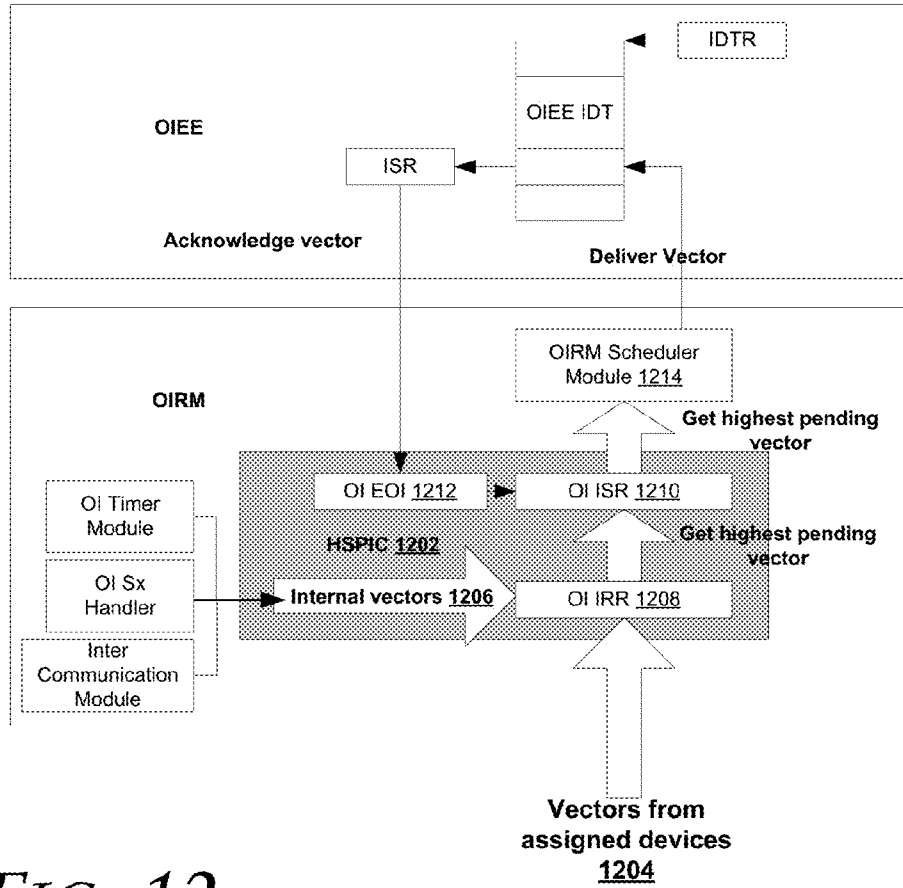 IDTR
OIEE IDT
OIEE
ISR
Acknowledge vector
Deliver Vector
OIRM Scheduler
Module 1214
OIRM
Get highest pending
vector
OI EOI 1212
OI ISR 1210
OI Timer
Module
HSPIC 1202
Get highest pending
vector
OI Sx
Handler
Internal vectors 1206
OI IRR 1208
Inter
Communication
Module
Vectors from
assigned devices
1204
FIG. 12